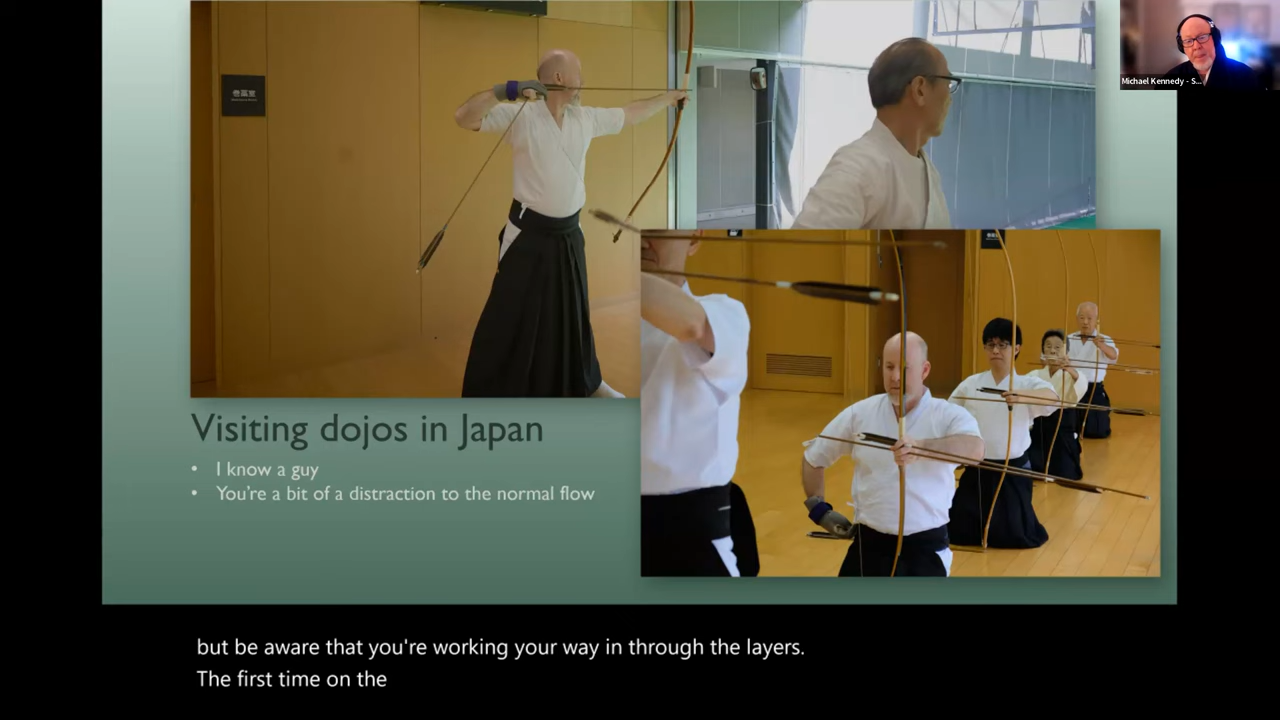 Michael Kennedy - S...
Visiting dojos in Japan
• I know a guy
• You're a bit of a distraction to the normal flow
but be aware that you're working your way in through the layers.
The first time on the